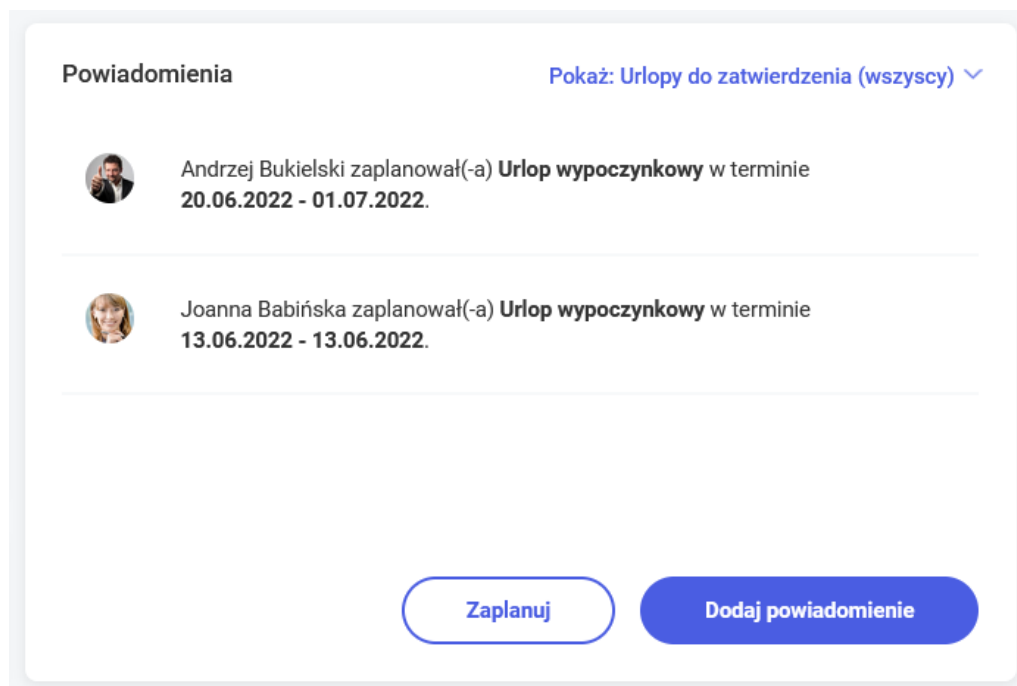 Powiadomienia
Pokaż: Urlopy do zatwierdzenia (wszyscy)
Andrzej Bukielski zaplanował(-a) Urlop wypoczynkowy w terminie
20.06.2022 - 01.07.2022.
Joanna Babińska zaplanował(-a) Urlop wypoczynkowy w terminie
13.06.2022 - 13.06.2022.
Zaplanuj
Dodaj powiadomienie